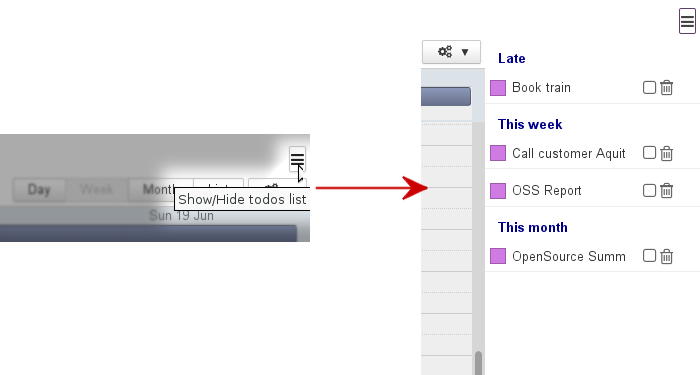 Day
Week
Month
Show/Hide todos list
Sun 19 Jun
Late
Book train
This week
Call customer Aquit
OSS Report
This month
OpenSource Summ